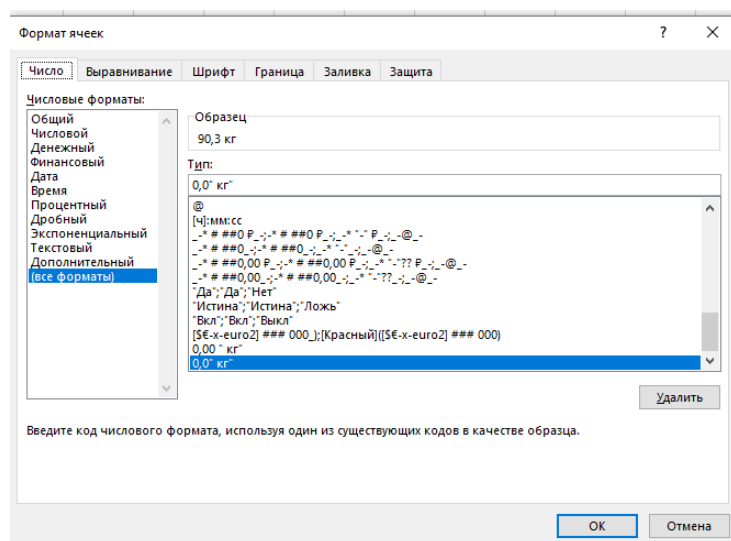 Формат ячеек ? ×
Число Выравнивание Шрифт Граница Заливка Защита
Числовые форматы:
Общий
Числовой
Денежный
Финансовый
Дата
Время
Процентный
Дробный
Экспоненциальный
Текстовый
Дополнительный
(все форматы)
Образец
90,3 кг
Тип:
0,0" кг"
@
[ч]:мм:сс
_-* # ##0 ₽_-;-* # ##0 ₽_-;_-* "-" ₽_-;_-@_-
_-* # ##0_-;-* # ##0_-;_-* "-"_-;_-@_-
_-* # ##0,00 ₽_-;-* # ##0,00 ₽_-;_-* "-"?? ₽_-;_-@_-
_-* # ##0,00_-;-* # ##0,00_-;_-* "-"??_-;_-@_-
"Да";"Да";"Нет"
"Истина";"Истина";"Ложь"
"Вкл";"Вкл";"Выкл"
[$€-x-euro2] ### 000_);[Красный]([$€-x-euro2] ### 000)
0,00 " кг"
0,0" кг"
Удалить
Введите код числового формата, используя один из существующих кодов в качестве образца.
ОК Отмена